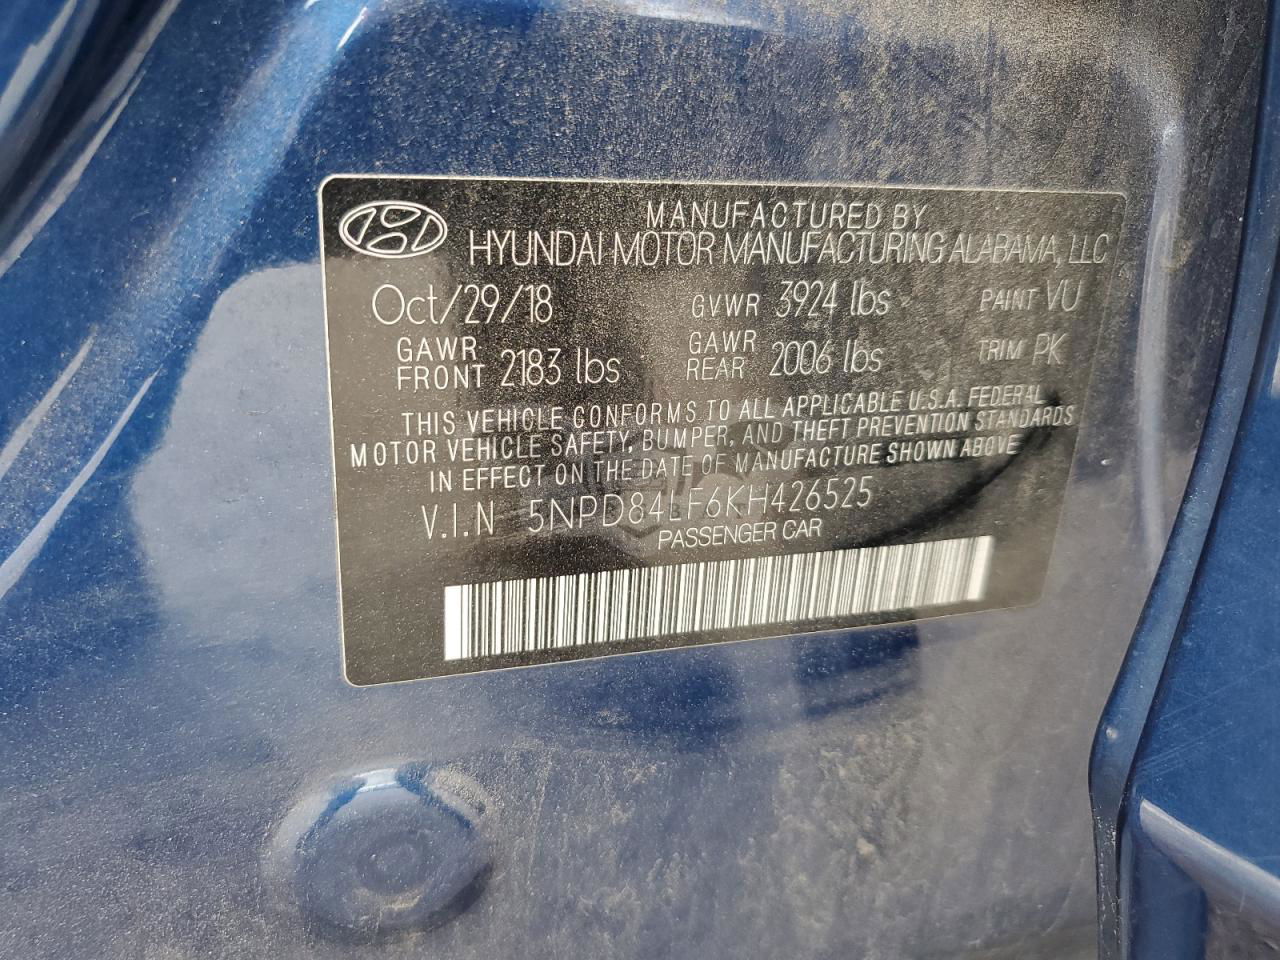 MANUFACTURED BY
HYUNDAI MOTOR MANUFACTURING ALABAMA, LLC
Oct/29/18 GVWR 3924 lbs PAINT VU
GAWR FRONT 2183 lbs GAWR REAR 2006 lbs TRIM PK
THIS VEHICLE CONFORMS TO ALL APPLICABLE U.S.A. FEDERAL
MOTOR VEHICLE SAFETY, BUMPER, AND THEFT PREVENTION STANDARDS
IN EFFECT ON THE DATE OF MANUFACTURE SHOWN ABOVE
V.I.N 5NPD84LF6KH426525
PASSENGER CAR